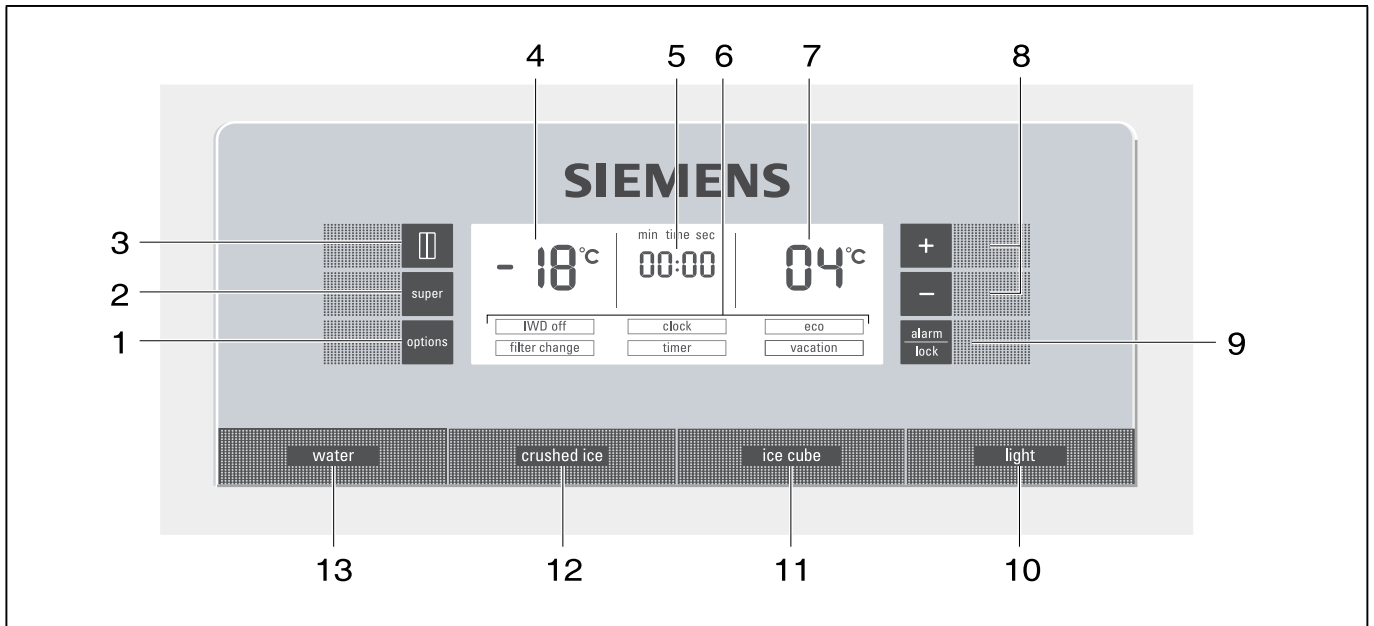 4 5 6 7 8
SIEMENS
3 min time sec +
-18°C 00:00 04°C
2 super −
IWD off clock eco
1 options filter change timer vacation alarm lock 9
water crushed ice ice cube light
13 12 11 10